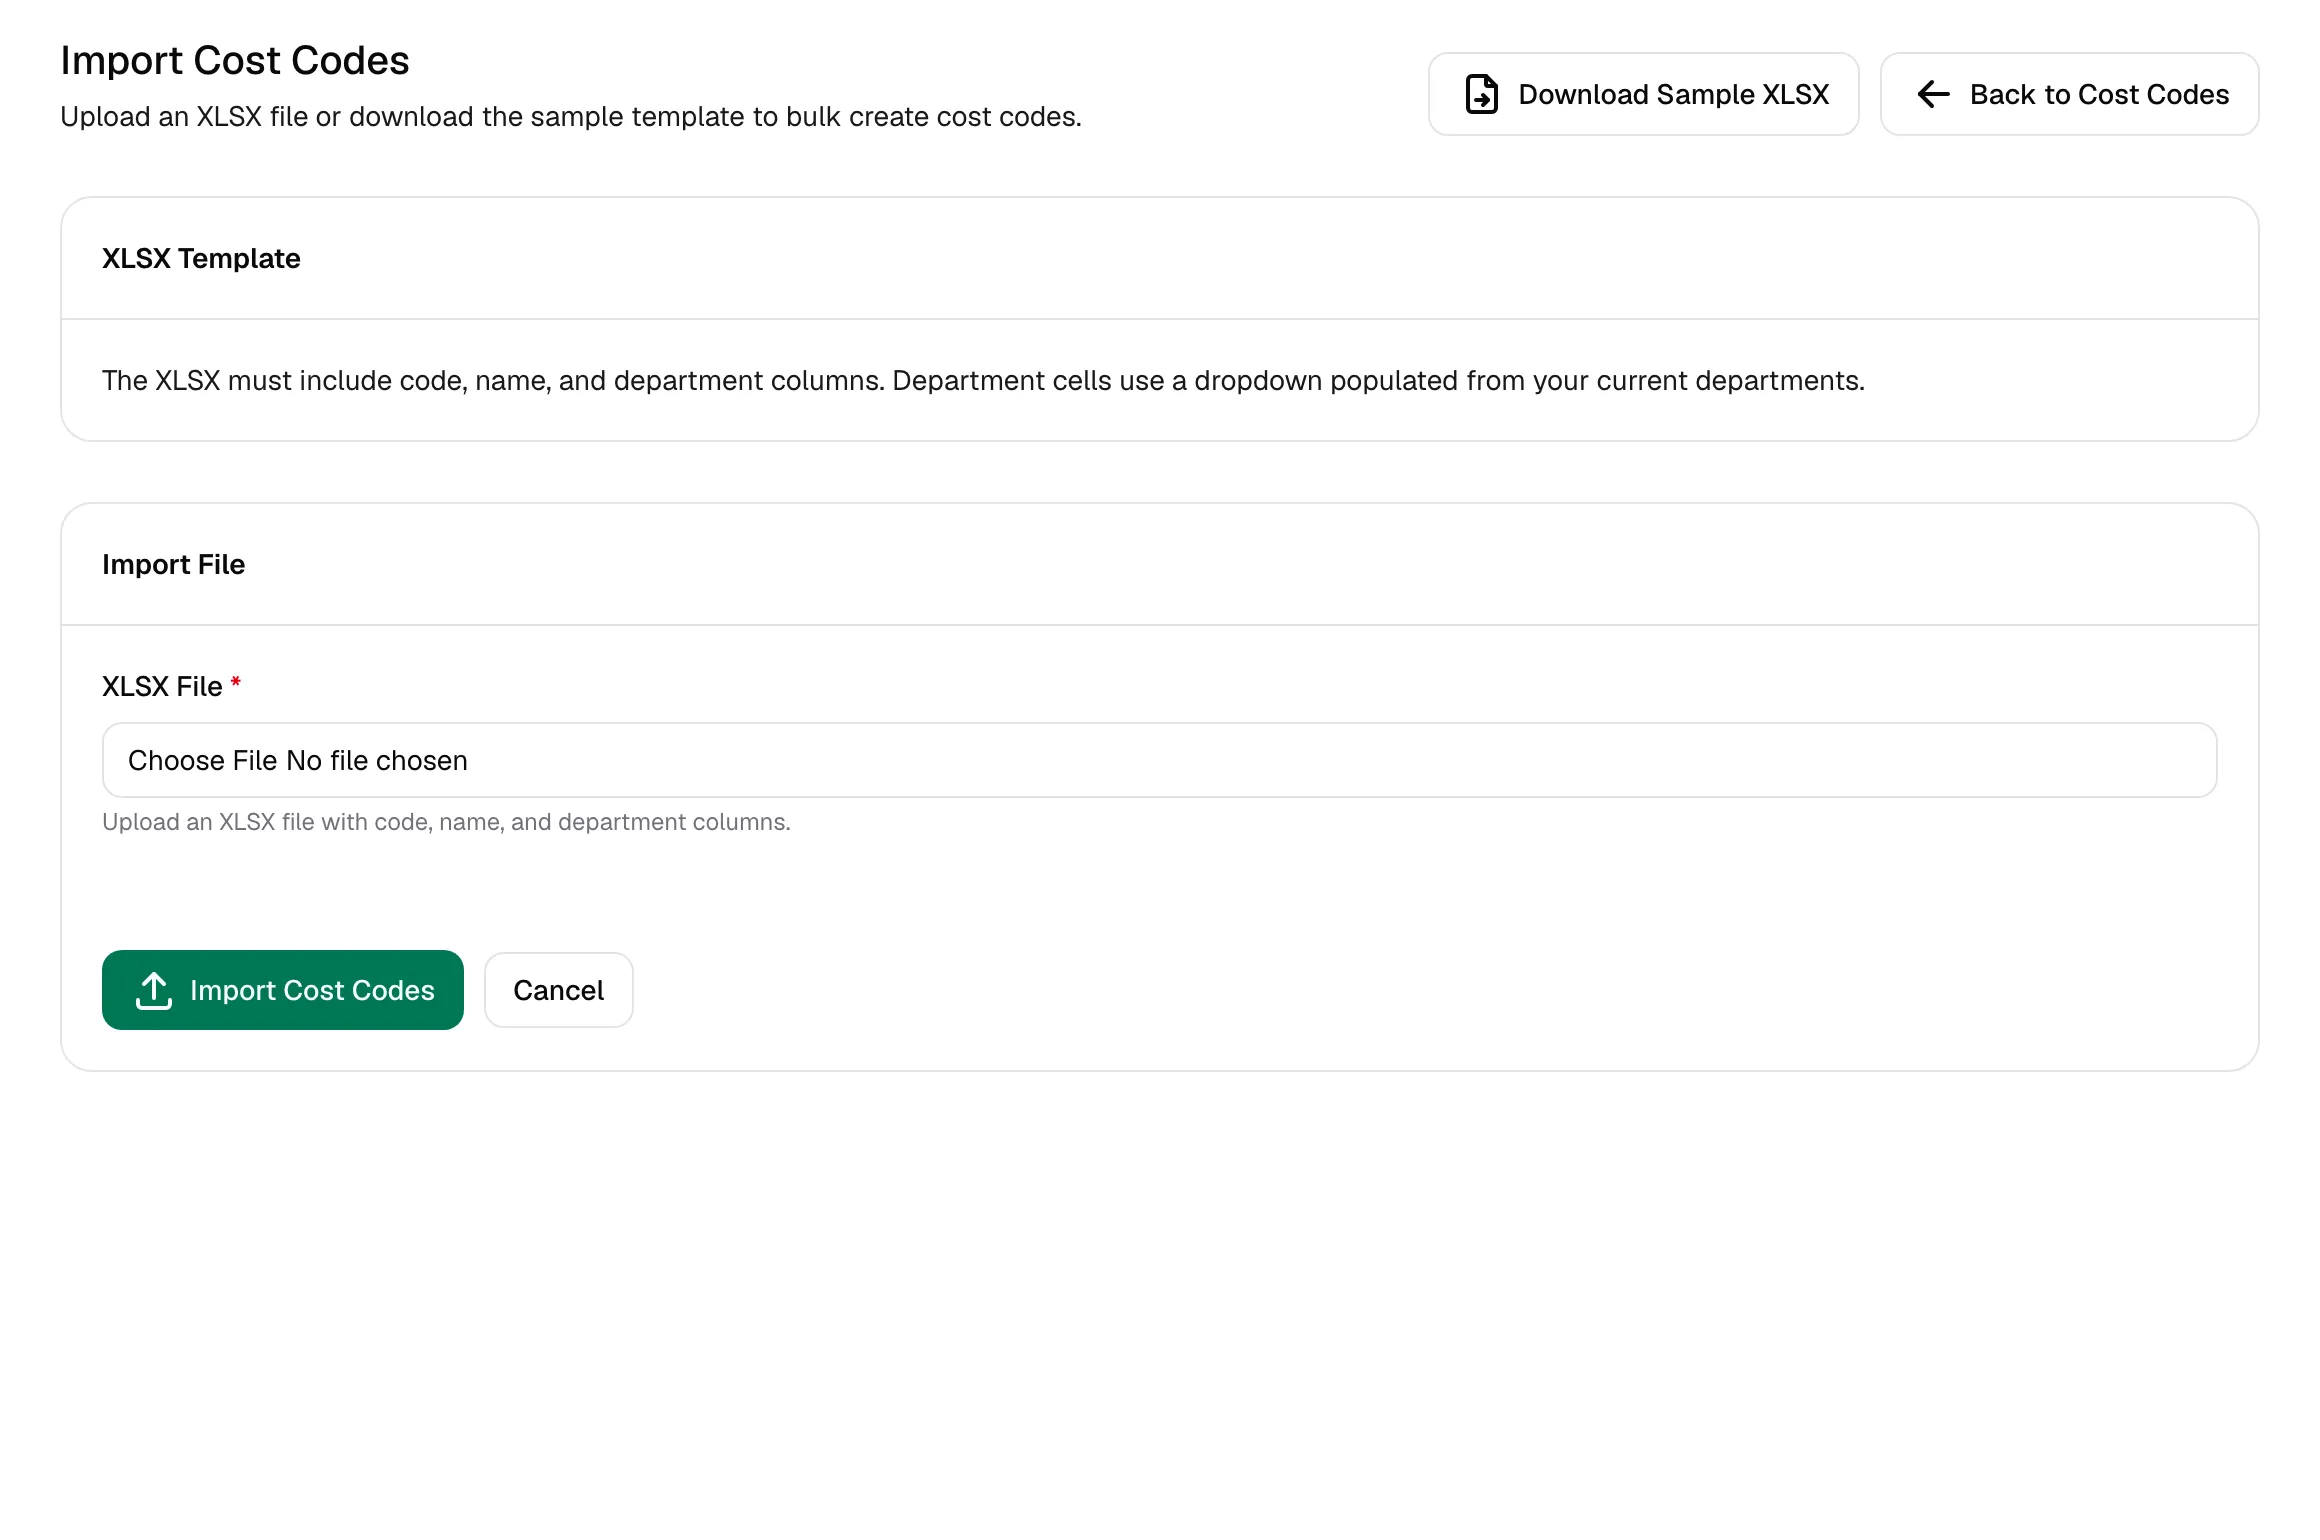 Import Cost Codes
Upload an XLSX file or download the sample template to bulk create cost codes.
Download Sample XLSX
Back to Cost Codes
XLSX Template
The XLSX must include code, name, and department columns. Department cells use a dropdown populated from your current departments.
Import File
XLSX File *
Choose File No file chosen
Upload an XLSX file with code, name, and department columns.
Import Cost Codes
Cancel